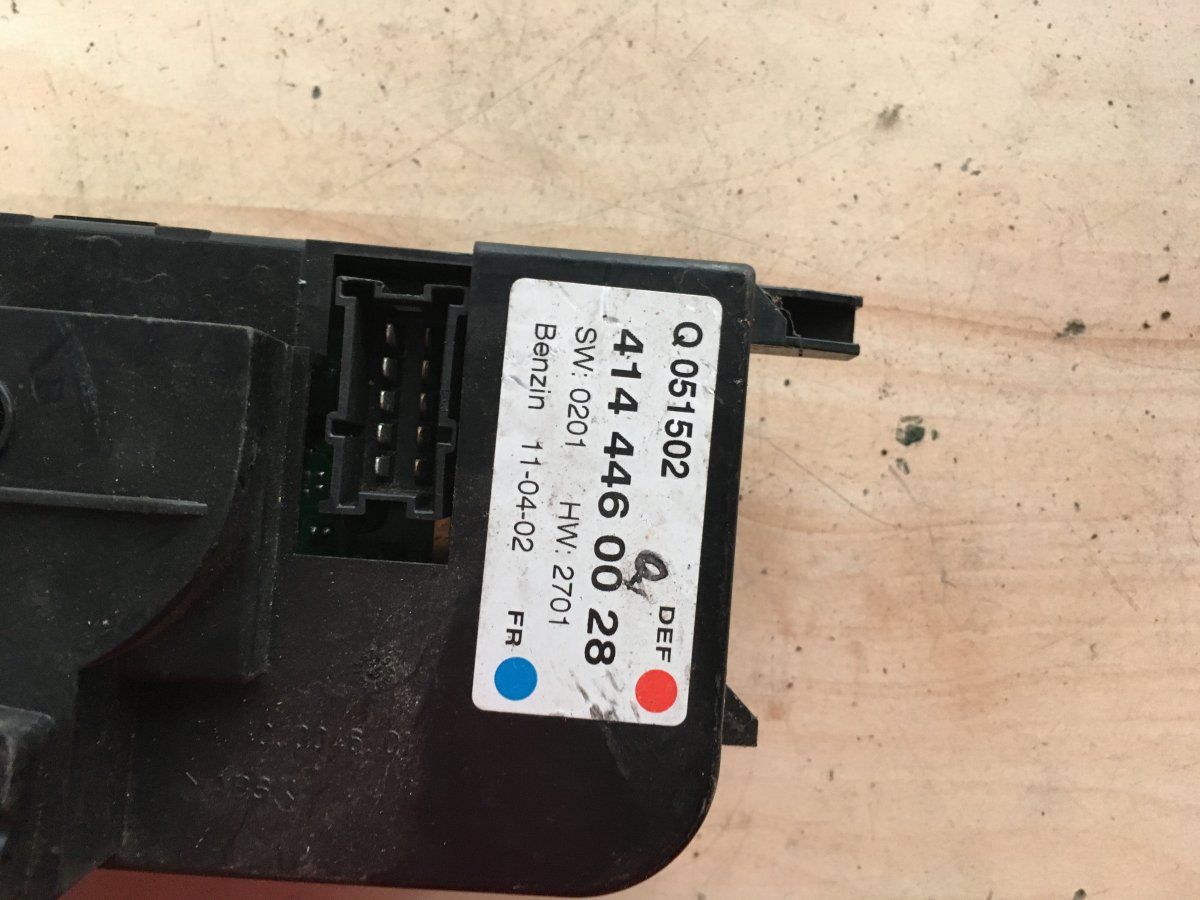 Q 051502 DEF
414 446 00 28
Q
SW: 0201 HW: 2701
Benzin 11-04-02 FR